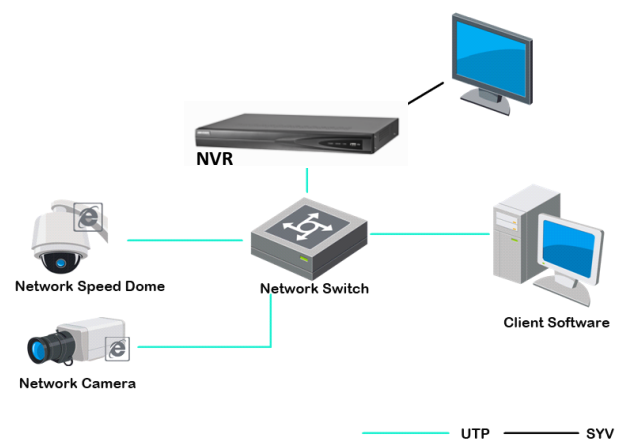 NVR
Network Speed Dome
Network Switch
Client Software
Network Camera
UTP
SYV